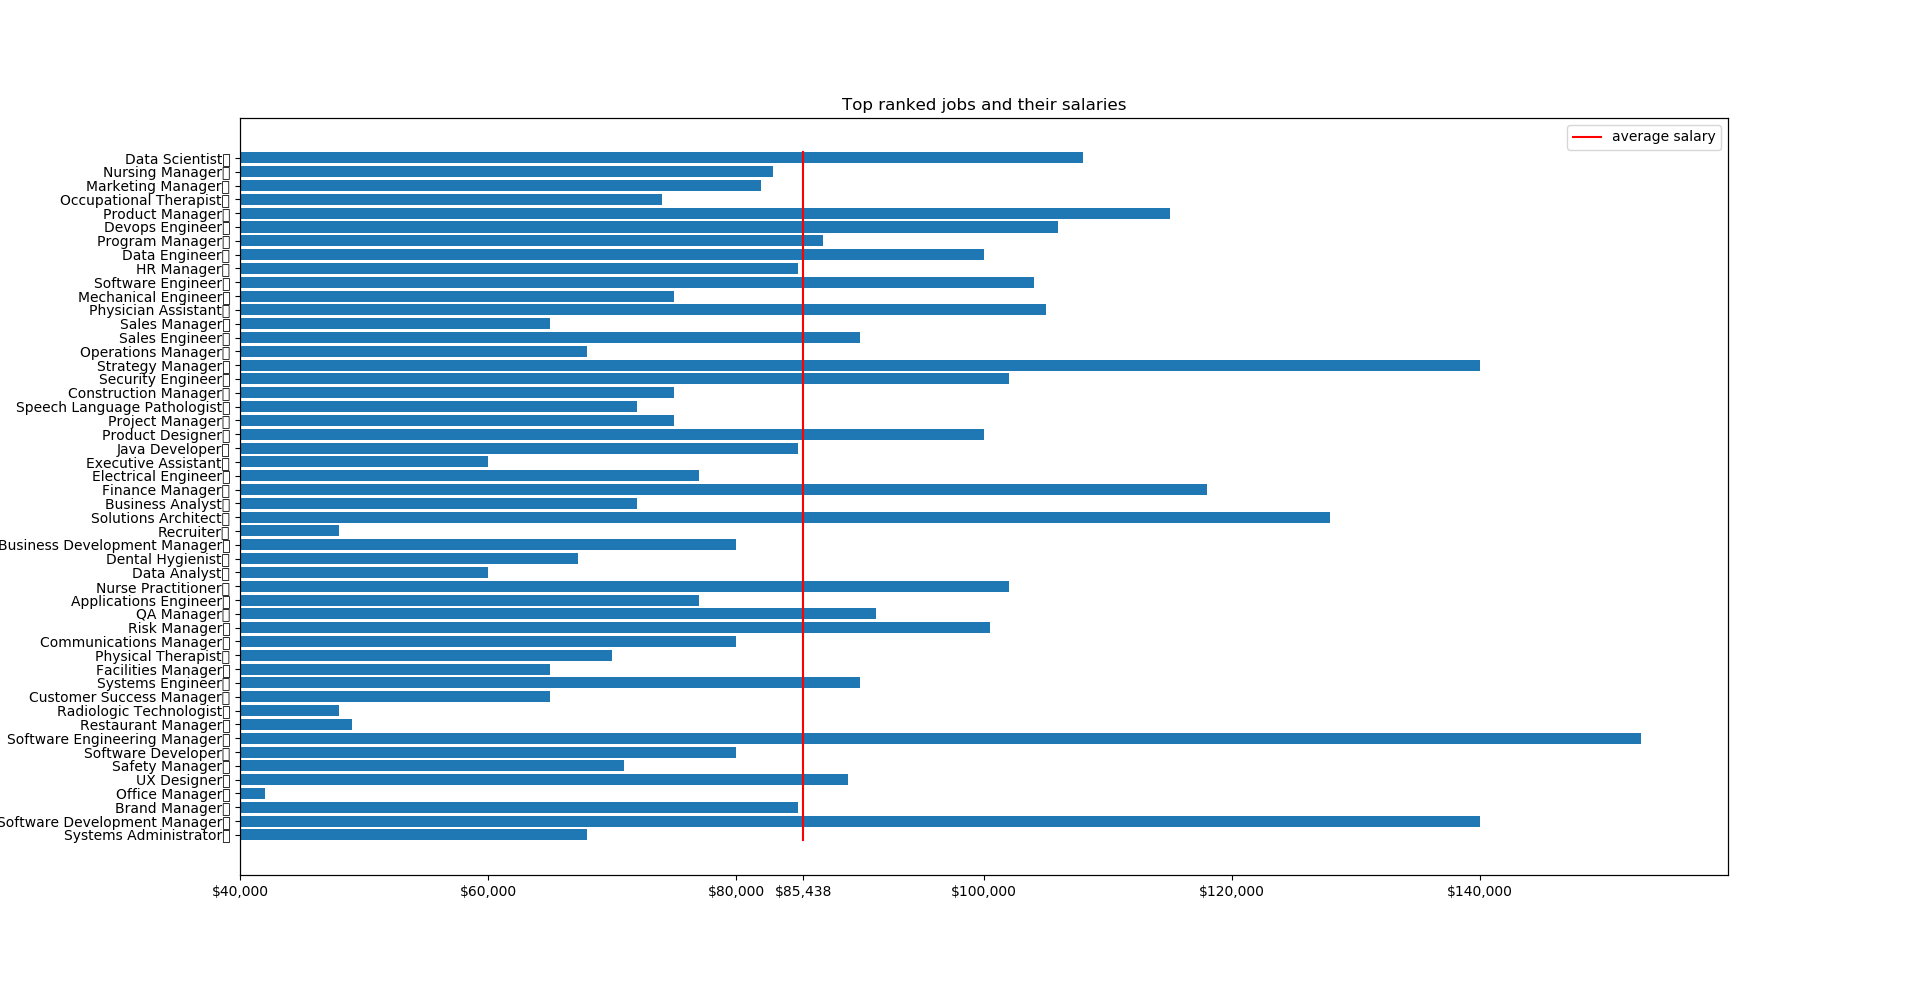 Top ranked jobs and their salaries
average salary
Data Scientist
Nursing Manager
Marketing Manager
Occupational Therapist
Product Manager
Devops Engineer
Program Manager
Data Engineer
HR Manager
Software Engineer
Mechanical Engineer
Physician Assistant
Sales Manager
Sales Engineer
Operations Manager
Strategy Manager
Security Engineer
Construction Manager
Speech Language Pathologist
Project Manager
Product Designer
Java Developer
Executive Assistant
Electrical Engineer
Finance Manager
Business Analyst
Solutions Architect
Recruiter
Business Development Manager
Dental Hygienist
Data Analyst
Nurse Practitioner
Applications Engineer
QA Manager
Risk Manager
Communications Manager
Physical Therapist
Facilities Manager
Systems Engineer
Customer Success Manager
Radiologic Technologist
Restaurant Manager
Software Engineering Manager
Software Developer
Safety Manager
UX Designer
Office Manager
Brand Manager
Software Development Manager
Systems Administrator
$40,000 $60,000 $80,000 $85,438 $100,000 $120,000 $140,000